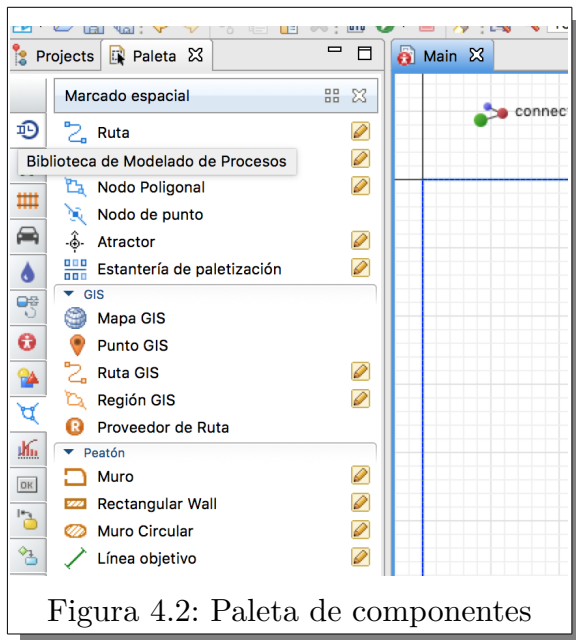 Projects
Paleta
Main
Marcado espacial
connec
Ruta
Biblioteca de Modelado de Procesos
Nodo Poligonal
Nodo de punto
Atractor
Estantería de paletización
GIS
Mapa GIS
Punto GIS
Ruta GIS
Región GIS
R
Proveedor de Ruta
Peatón
Muro
OK
Rectangular Wall
Muro Circular
Línea objetivo
Figura 4.2: Paleta de componentes